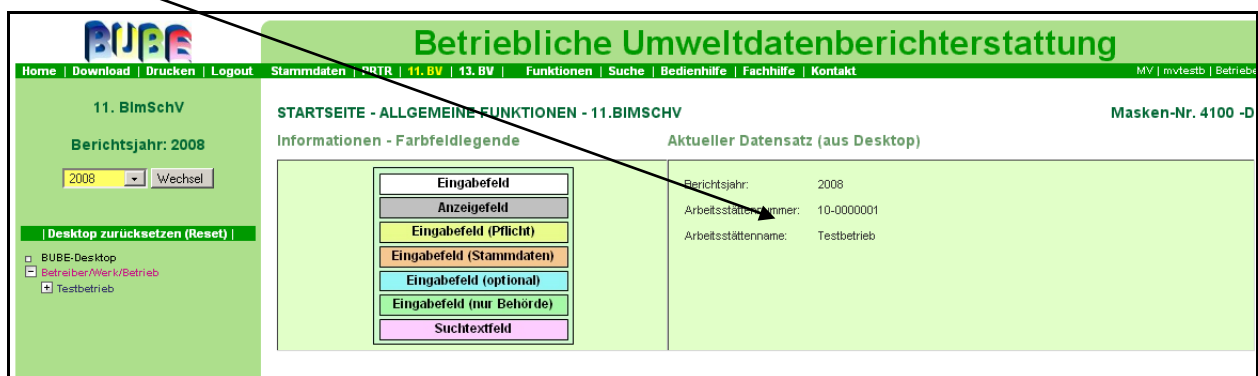 BUBE
Betriebliche Umweltdatenberichterstattung
Home | Download | Drucken | Logout
Stammdaten | PRTR | 11. BV | 13. BV | Funktionen | Suche | Bedienhilfe | Fachhilfe | Kontakt
MV | mvtestb | Betriebe
11. BImSchV
Berichtsjahr: 2008
2008 Wechsel
| Desktop zurücksetzen (Reset) |
BUBE-Desktop
Betreiber/Werk/Betrieb
Testbetrieb
STARTSEITE - ALLGEMEINE FUNKTIONEN - 11.BIMSCHV
Masken-Nr. 4100 -D
Informationen - Farbfeldlegende
Eingabefeld
Anzeigefeld
Eingabefeld (Pflicht)
Eingabefeld (Stammdaten)
Eingabefeld (optional)
Eingabefeld (nur Behörde)
Suchtextfeld
Aktueller Datensatz (aus Desktop)
Berichtsjahr: 2008
Arbeitsstättennummer: 10-0000001
Arbeitsstättenname: Testbetrieb